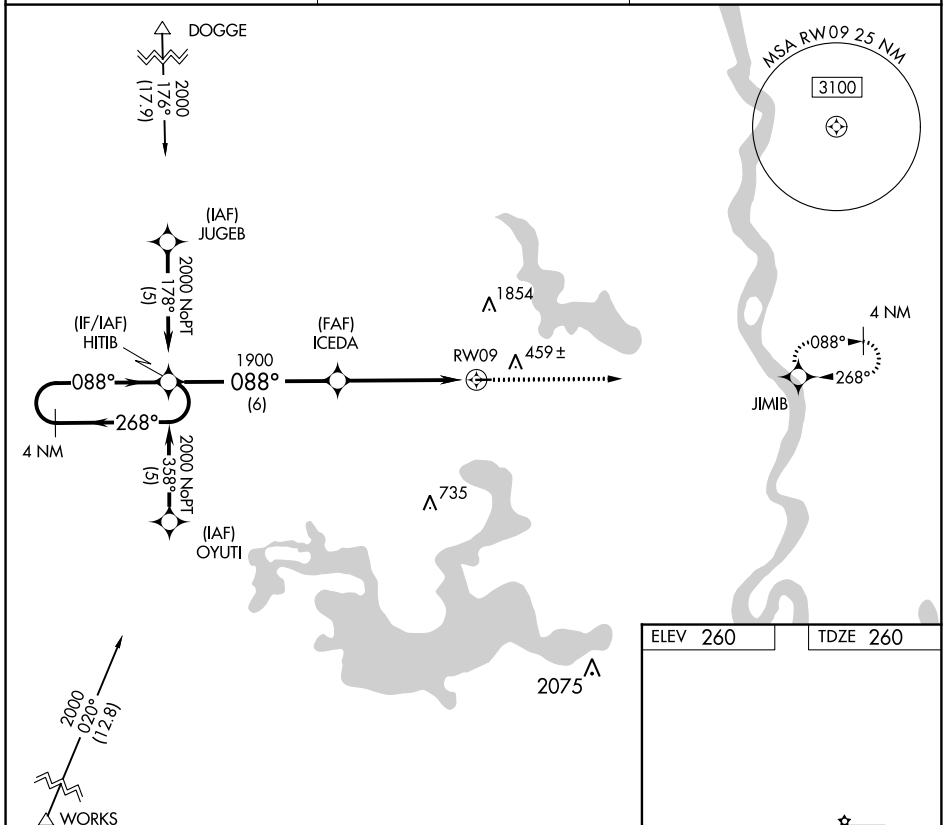 DOGGE
2000
176°
(17.9)
MSA RW09 25 NM
3100
(IAF)
JUGEB
2000 NoPT
178°
(5)
(IF/IAF)
HITIB
(FAF)
ICEDA
1854
RW09
459±
4 NM
088°
268°
JIMIB
1900
088°
(6)
088°
268°
4 NM
2000 NoPT
358°
(5)
735
(IAF)
OYUTI
ELEV 260
TDZE 260
2075
2000
020°
(12.8)
WORKS